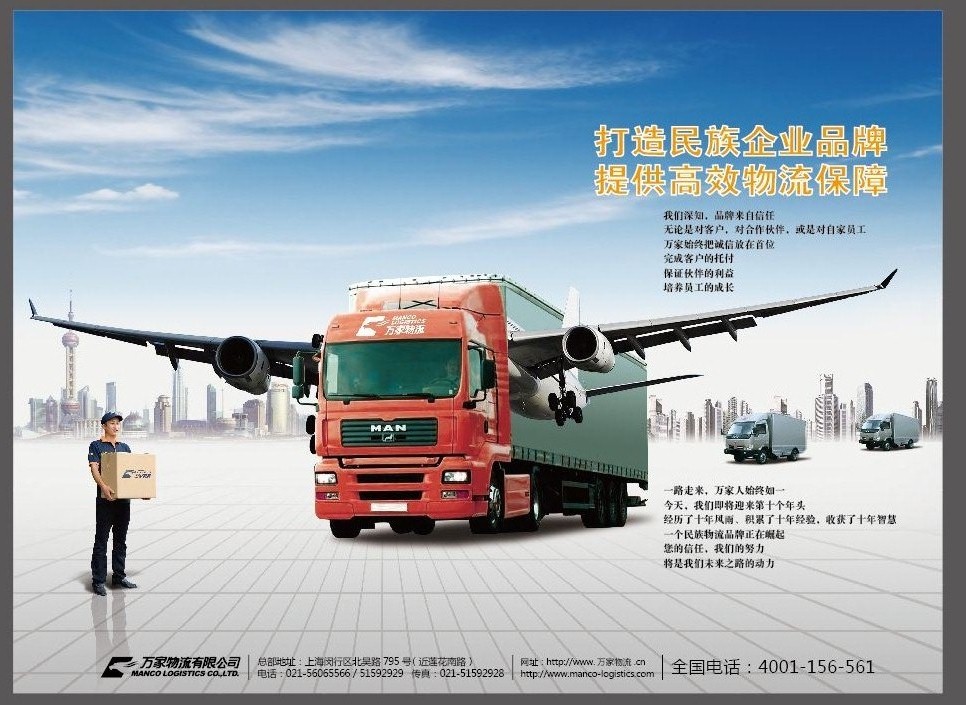 打造民族企业品牌
提供高效物流保障
我们深知，品牌来自信任
无论是对客户，对合作伙伴，或是对自家员工
万家始终把诚信放在首位
完成客户的托付
保证伙伴的利益
培养员工的成长
MANCO
LOGISTICS
万家物流
MAN
一路走来，万家人始终如一
今天，我们即将迎来第十个年头
经历了十年风雨、积累了十年经验，收获了十年智慧
一个民族物流品牌正在崛起
您的信任，我们的努力
将是我们未来之路的动力
万家物流有限公司
MANCO LOGISTICS CO.,LTD.
总部地址：上海闵行区北吴路 795 号( 近莲花南路 )
电话：021-56065566 / 51592929 传真：021-51592928
网址：http://www. 万家物流 .cn
http://www.manco-logistics.com
全国电话：4001-156-561